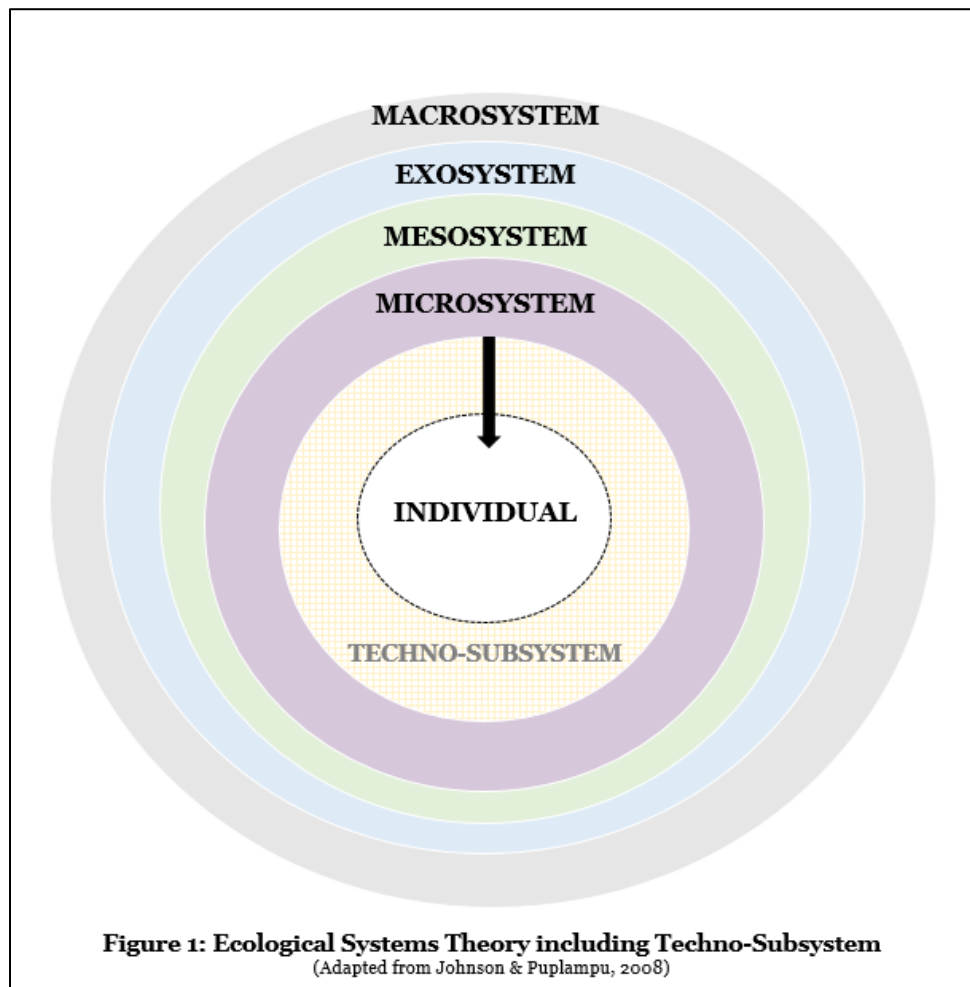 MACROSYSTEM
EXOSYSTEM
MESOSYSTEM
MICROSYSTEM
INDIVIDUAL
TECHNO-SUBSYSTEM
Figure 1: Ecological Systems Theory including Techno-Subsystem
(Adapted from Johnson & Puplampu, 2008)